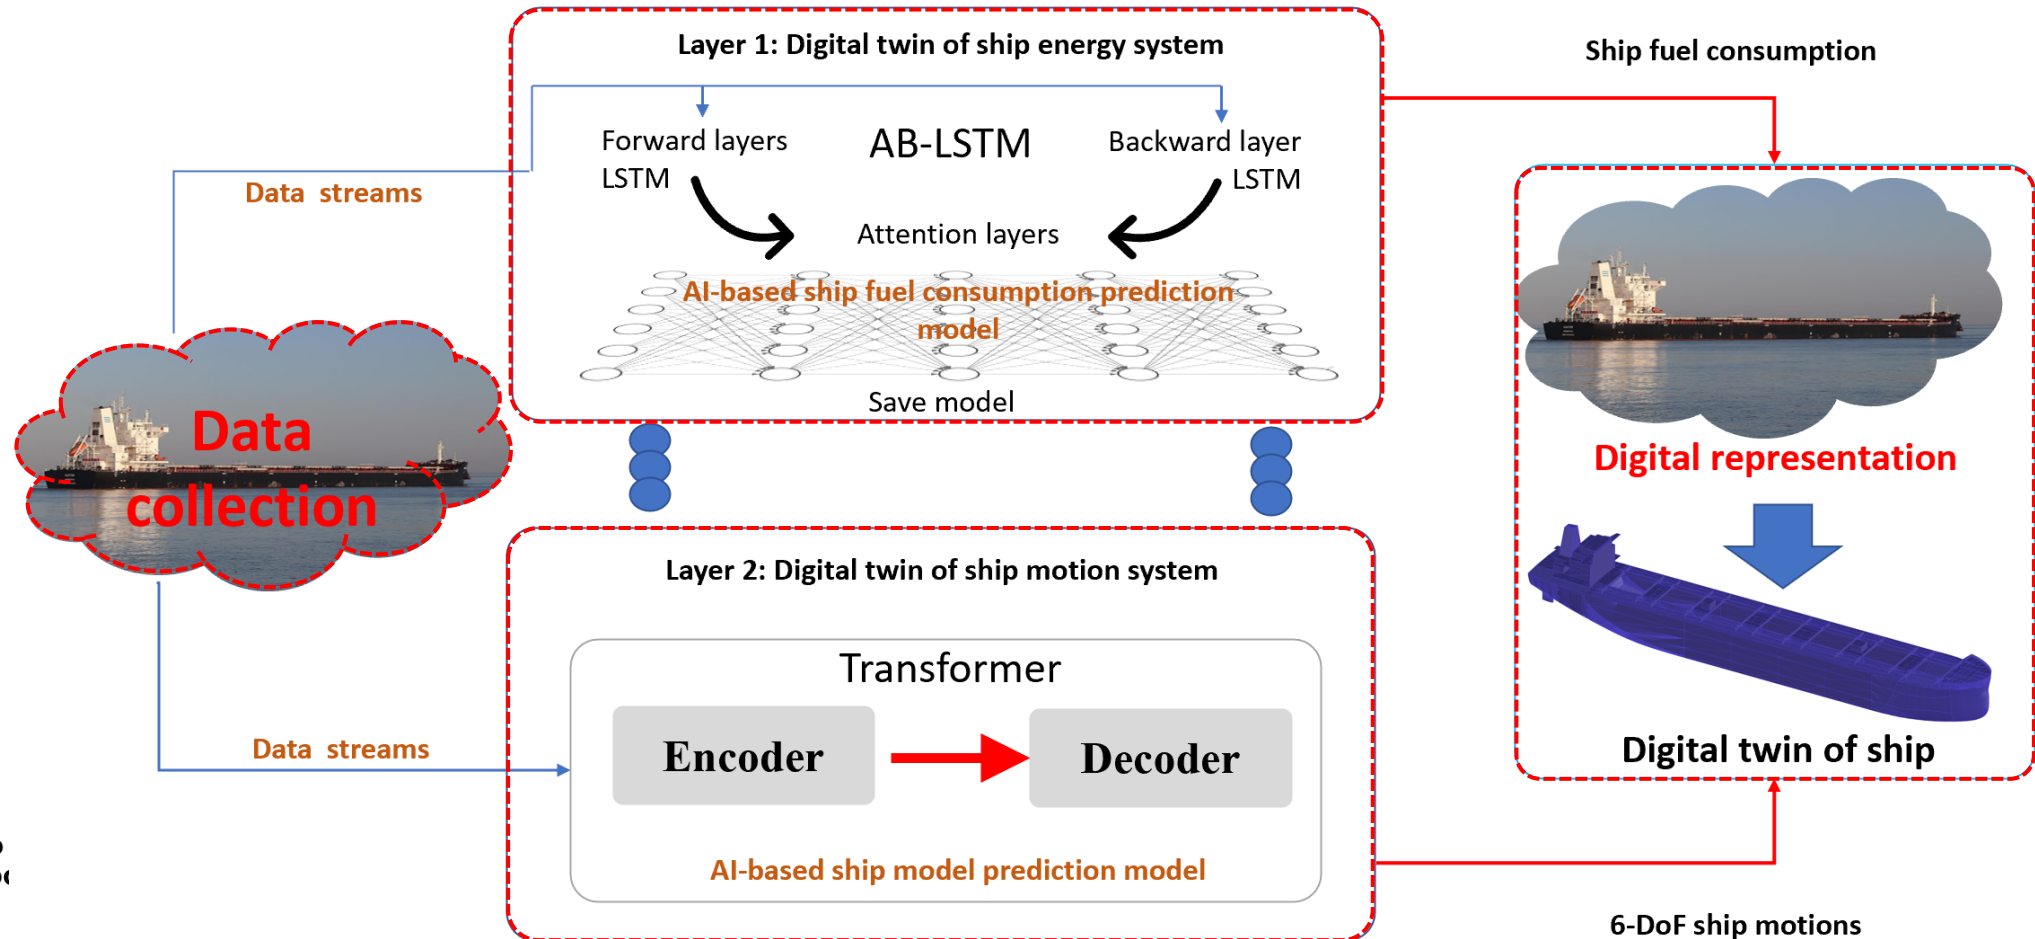 Layer 1: Digital twin of ship energy system
Ship fuel consumption
Forward layers
LSTM
AB-LSTM
Backward layer
LSTM
Data streams
Attention layers
AI-based ship fuel consumption prediction
model
Save model
Data
collection
Digital representation
Layer 2: Digital twin of ship motion system
Transformer
Encoder
Decoder
Data streams
Digital twin of ship
AI-based ship model prediction model
6-DoF ship motions